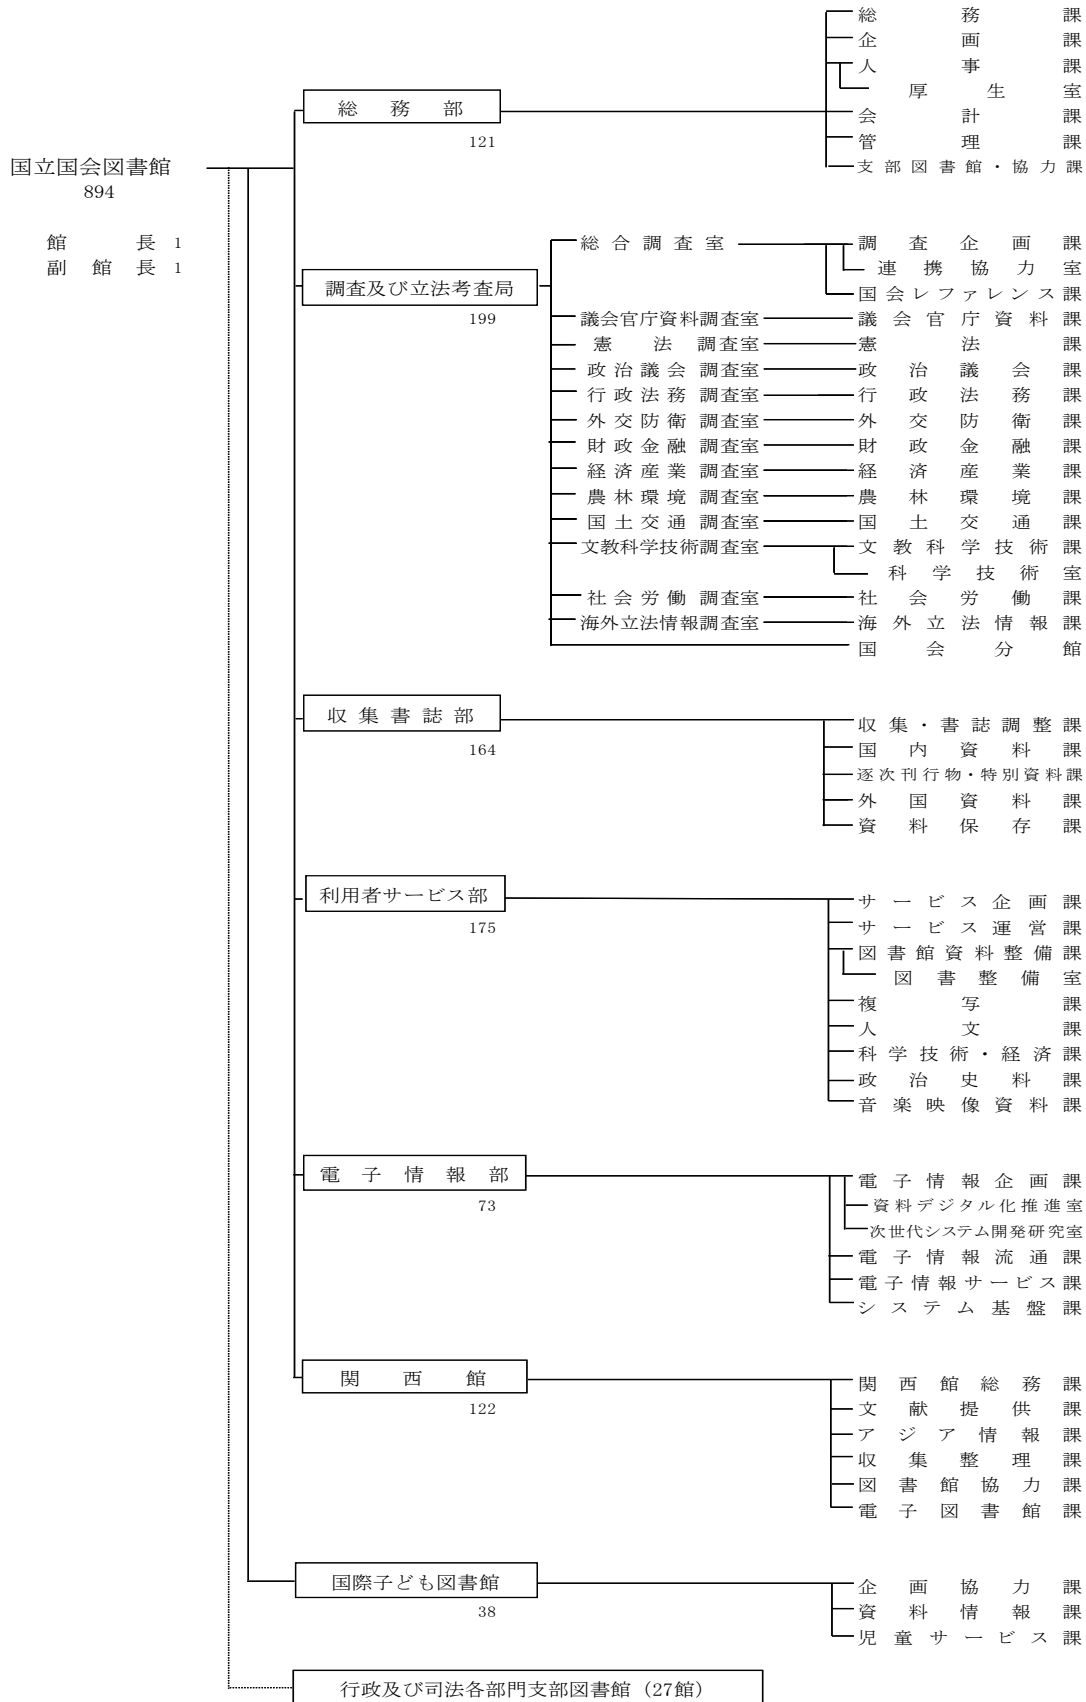 国立国会図書館
894
館長 1
副館長 1
総務部
121
総務課
企画課
人事課
厚生室
会計課
管理課
支部図書館・協力課
調査及び立法考査局
199
総合調査室
調査企画課
連携協力室
国会レファレンス課
議会官庁資料調査室 議会官庁資料課
憲法調査室 憲法課
政治議会調査室 政治議会課
行政法務調査室 行政法務課
外交防衛調査室 外交防衛課
財政金融調査室 財政金融課
経済産業調査室 経済産業課
農林環境調査室 農林環境課
国土交通調査室 国土交通課
文教科学技術調査室 文教科学技術課
科学技術室
社会労働調査室 社会労働課
海外立法情報調査室 海外立法情報課
国会分館
収集書誌部
164
収集・書誌調整課
国内資料課
逐次刊行物・特別資料課
外国資料課
資料保存課
利用者サービス部
175
サービス企画課
サービス運営課
図書館資料整備課
図書整備室
複写課
人文課
科学技術・経済課
政治史料課
音楽映像資料課
電子情報部
73
電子情報企画課
資料デジタル化推進室
次世代システム開発研究室
電子情報流通課
電子情報サービス課
システム基盤課
関西館
122
関西館総務課
文献提供課
アジア情報課
収集整理課
図書館協力課
電子図書館課
国際子ども図書館
38
企画協力課
資料情報課
児童サービス課
行政及び司法各部門支部図書館（27館）